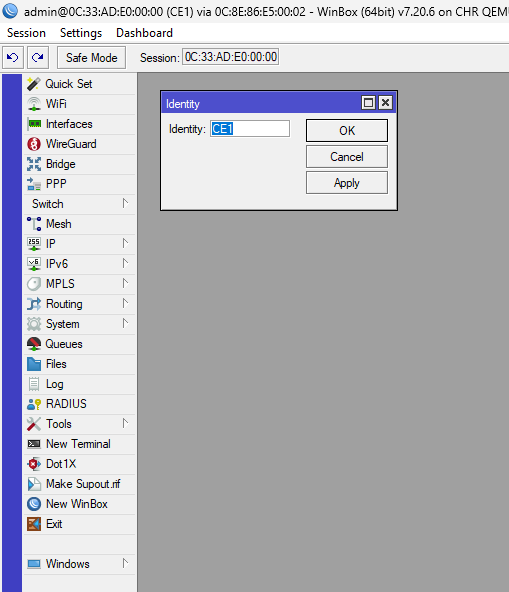 admin@0C:33:AD:E0:00:00 (CE1) via 0C:8E:86:E5:00:02 - WinBox (64bit) v7.20.6 on CHR QEMU
Session Settings Dashboard
Safe Mode Session: 0C:33:AD:E0:00:00
Quick Set
WiFi
Interfaces
WireGuard
Bridge
PPP
Switch
Mesh
255 IP
v6 IPv6
MPLS
Routing
System
Queues
Files
Log
RADIUS
Tools
New Terminal
Dot1X
Make Supout.rif
New WinBox
Exit
Windows
Identity
Identity: CE1
OK
Cancel
Apply